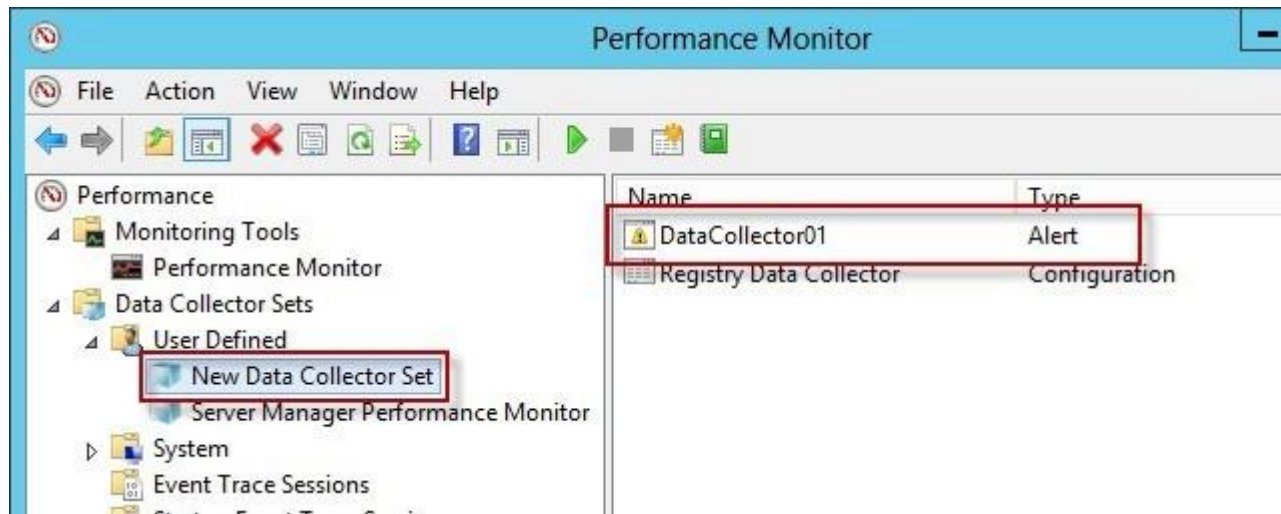 Performance Monitor
File Action View Window Help
Performance
Monitoring Tools
Performance Monitor
Data Collector Sets
User Defined
New Data Collector Set
Server Manager Performance Monitor
System
Event Trace Sessions
Name Type
DataCollector01 Alert
Registry Data Collector Configuration